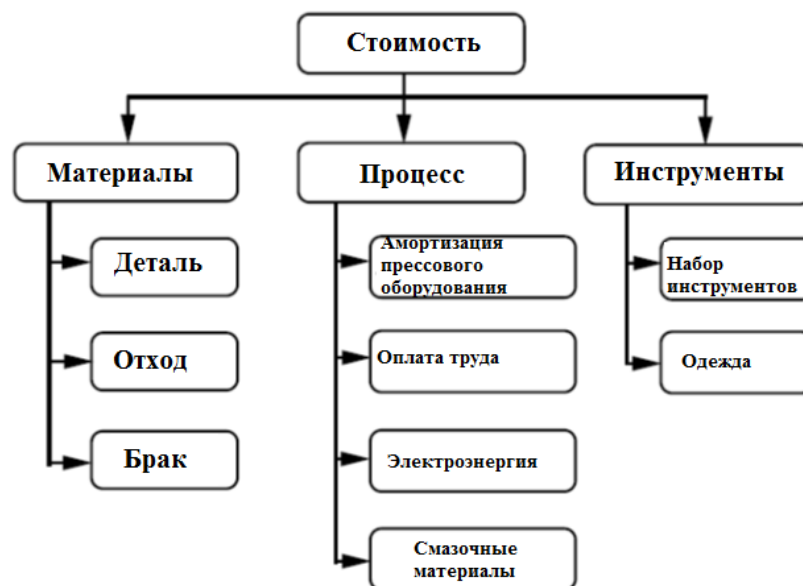 Стоимость
Материалы
Процесс
Инструменты
Деталь
Отход
Брак
Амортизация
прессового
оборудования
Оплата труда
Электроэнергия
Смазочные
материалы
Набор
инструментов
Одежда